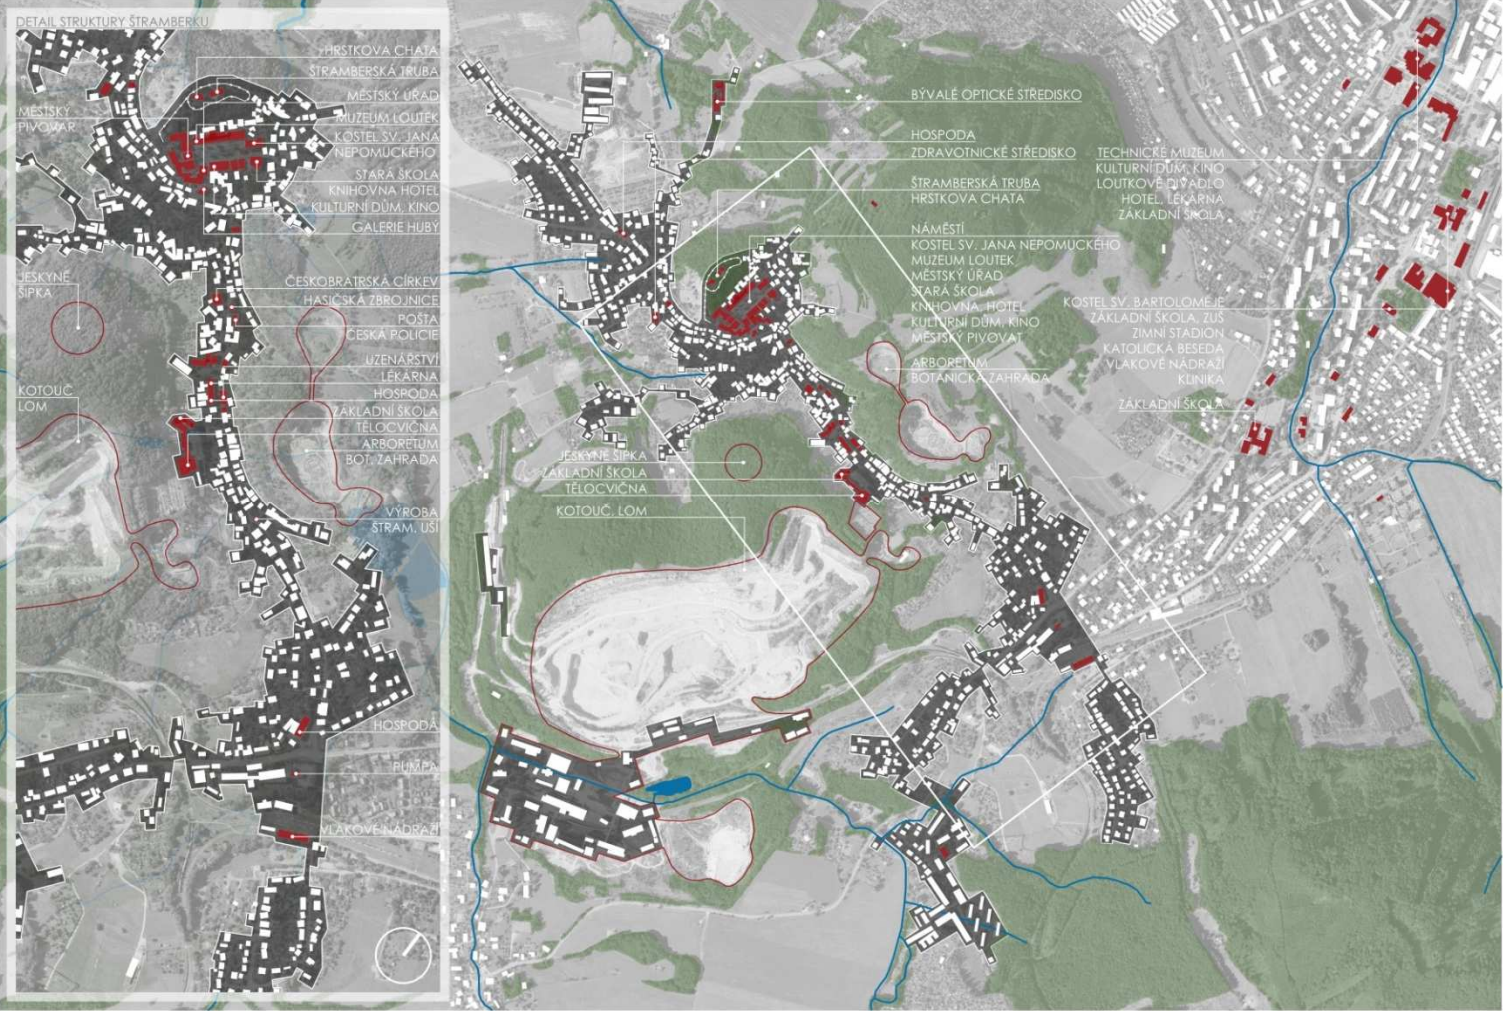 DETAIL STRUKTURY ŠTRAMBERKU
HRSTKOVA CHATA
ŠTRAMBERSKÁ TRUBA
MĚSTSKÝ ÚŘAD
MĚSTSKÝ
PIVOVAR
MUZEUM LOUTEK
KOSTEL SV. JANA
NEPOMUCKÉHO
STARÁ ŠKOLA
KNIHOVNA HOTEL
KULTURNÍ DŮM, KINO
GALERIE HUBY
JESKYNĚ
ŠIPKA
ČESKOBRATRSKÁ CÍRKEV
HASIČSKÁ ZBROJNICE
POŠTA
ČESKÁ POLICIE
UZENÁŘSTVÍ
LÉKÁRNA
KOTOUČ
LOM
HOSPODA
ZÁKLADNÍ ŠKOLA
TĚLOCVIČNA
ARBORETUM
BOT. ZAHRADA
VÝROBA
ŠTRAM. UŠÍ
HOSPODA
PUMPA
VLAKOVÉ NÁDRAŽÍ
BÝVALÉ OPTICKÉ STŘEDISKO
HOSPODA
ZDRAVOTNICKÉ STŘEDISKO
ŠTRAMBERSKÁ TRUBA
HRSTKOVA CHATA
NÁMĚSTÍ
KOSTEL SV. JANA NEPOMUCKÉHO
MUZEUM LOUTEK
MĚSTSKÝ ÚŘAD
STARÁ ŠKOLA
KNIHOVNA, HOTEL
KULTURNÍ DŮM, KINO
MĚSTSKÝ PIVOVAT
ARBORETUM
BOTANICKÁ ZAHRADA
JESKYNĚ ŠIPKA
ZÁKLADNÍ ŠKOLA
TĚLOCVIČNA
KOTOUČ, LOM
TECHNICKÉ MUZEUM
KULTURNÍ DŮM, KINO
LOUTKOVÉ DIVADLO
HOTEL, LÉKÁRNA
ZÁKLADNÍ ŠKOLA
KOSTEL SV. BARTOLOMĚJE
ZÁKLADNÍ ŠKOLA, ZUŠ
ZIMNÍ STADION
KATOLICKÁ BESEDA
VLAKOVÉ NÁDRAŽÍ
KLINIKA
ZÁKLADNÍ ŠKOLA